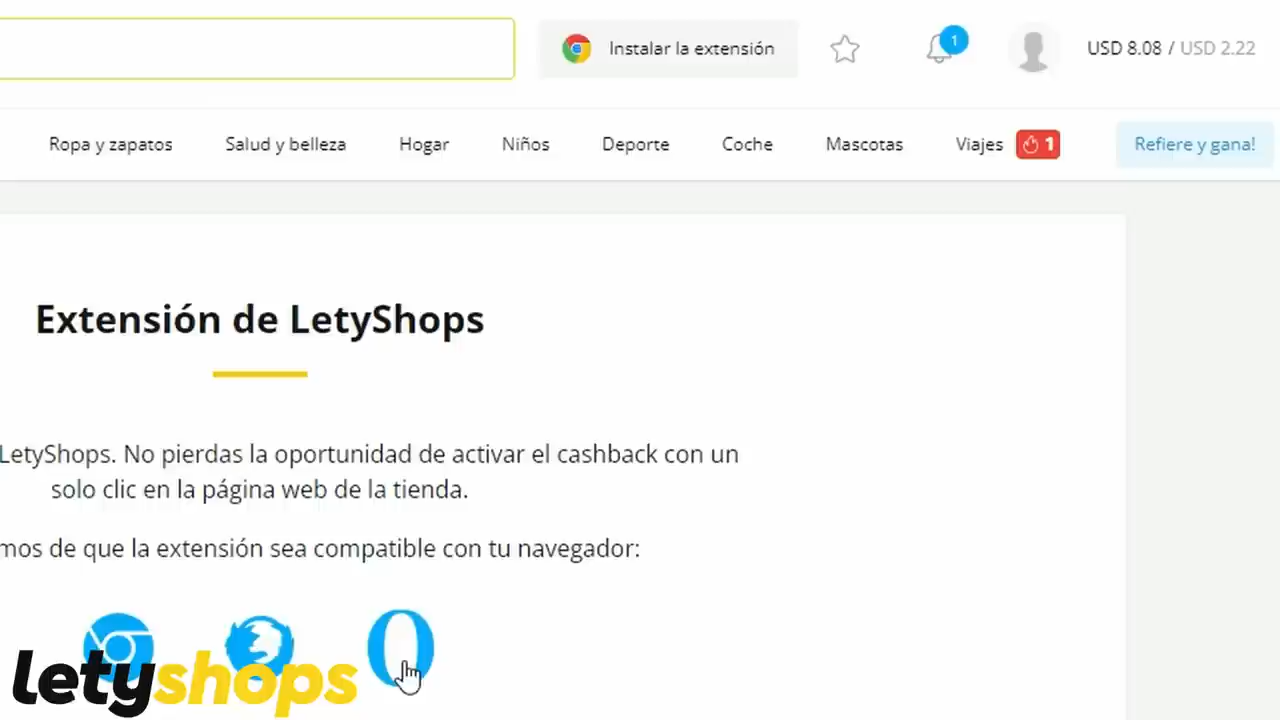 Instalar la extensión
1
USD 8.08 / USD 2.22
Ropa y zapatos Salud y belleza Hogar Niños Deporte Coche Mascotas Viajes 1 Refiere y gana!
Extensión de LetyShops
LetyShops. No pierdas la oportunidad de activar el cashback con un
solo clic en la página web de la tienda.
mos de que la extensión sea compatible con tu navegador:
letyshops